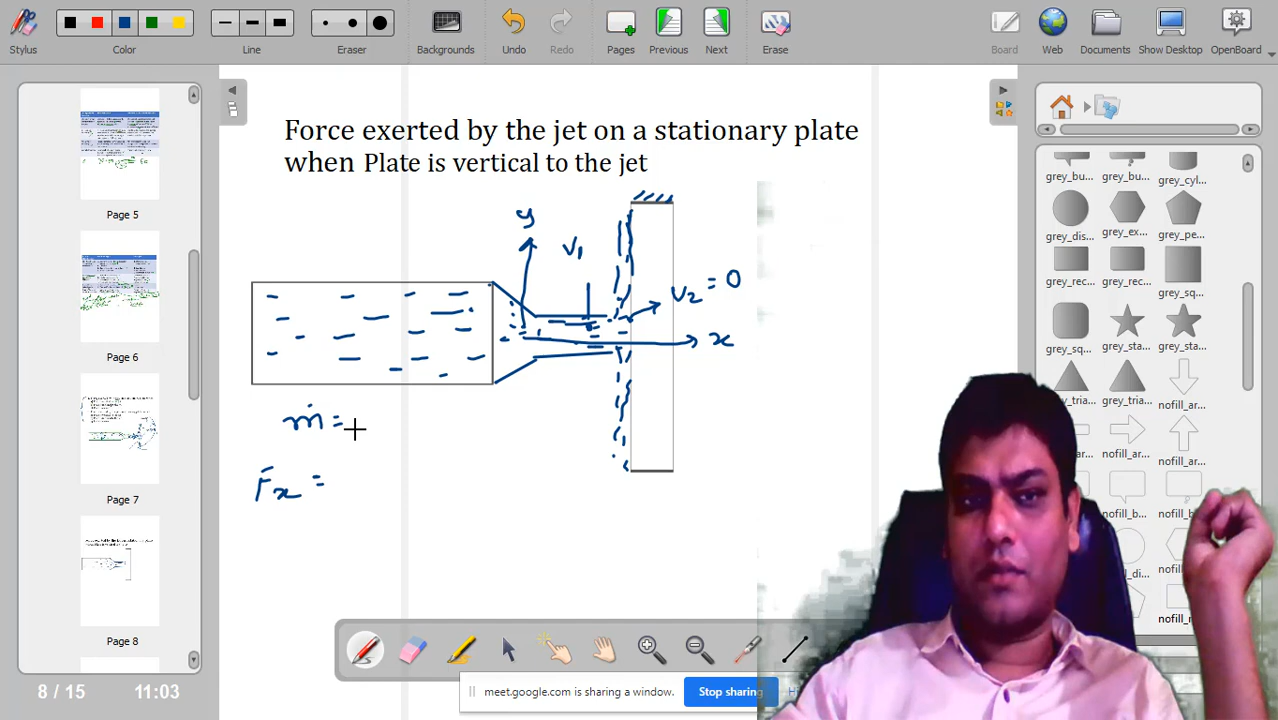 Stylus
Color
Line
Eraser
Backgrounds
Undo
Redo
Pages
Previous
Next
Erase
Board
Web
Documents
Show Desktop
OpenBoard
Page 5
Page 6
Page 7
Page 8
8 / 15
11:03
Force exerted by the jet on a stationary plate
when Plate is vertical to the jet
y
V1
V2 = 0
x
ṁ =
Fx =
grey_bu...
grey_bu...
grey_cyl...
grey_dis...
grey_ex...
grey_pe...
grey_rec...
grey_rec...
grey_sq...
grey_sq...
grey_sta...
grey_sta...
grey_tria...
grey_tria...
nofill_ar...
nofill_ar...
nofill_ar...
nofill_b...
nofill_b...
meet.google.com is sharing a window.
Stop sharing